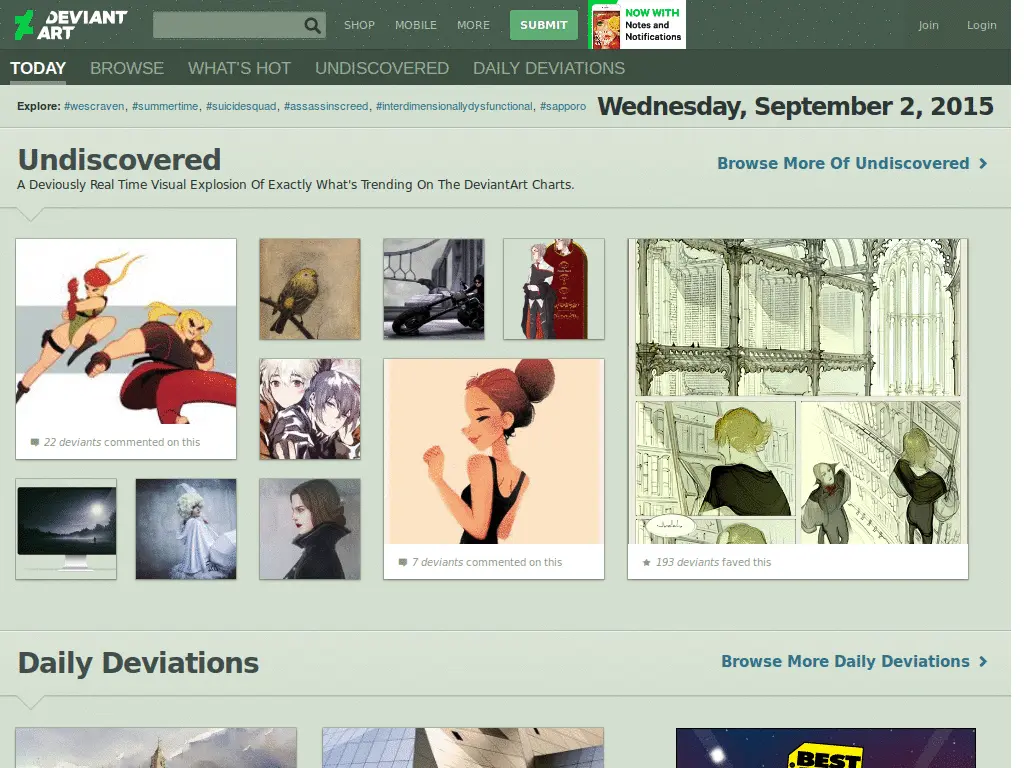 DEVIANT ART
SHOP MOBILE MORE SUBMIT
NOW WITH
Notes and
Notifications
Join Login
TODAY BROWSE WHAT'S HOT UNDISCOVERED DAILY DEVIATIONS
Explore: #wescraven, #summertime, #suicidesquad, #assassinscreed, #interdimensionallydysfunctional, #sapporo
Wednesday, September 2, 2015
Undiscovered
Browse More Of Undiscovered
A Deviously Real Time Visual Explosion Of Exactly What's Trending On The DeviantArt Charts.
22 deviants commented on this
7 deviants commented on this
193 deviants faved this
Daily Deviations
Browse More Daily Deviations
BEST